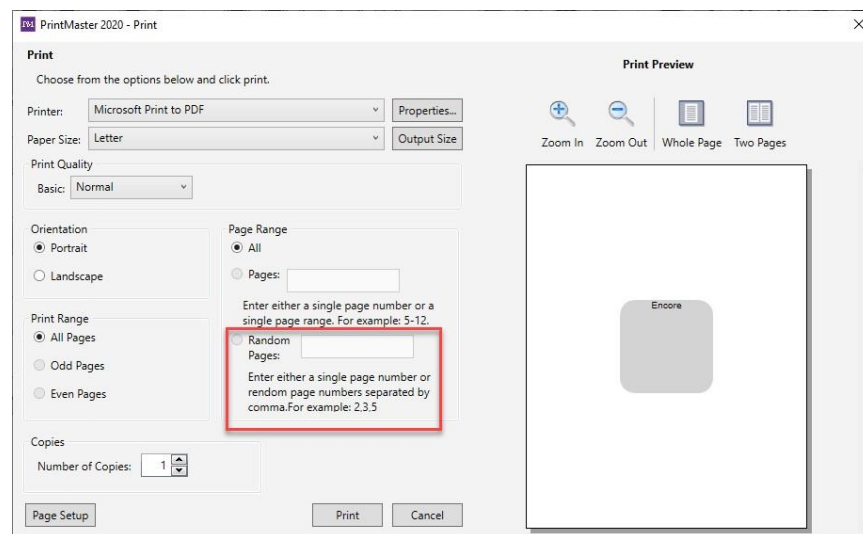 PM PrintMaster 2020 - Print
Print
Choose from the options below and click print.
Printer: Microsoft Print to PDF Properties...
Paper Size: Letter Output Size
Print Quality
Basic: Normal
Orientation
Portrait
Landscape
Print Range
All Pages
Odd Pages
Even Pages
Page Range
All
Pages:
Enter either a single page number or a
single page range. For example: 5-12.
Random
Pages:
Enter either a single page number or
rendom page numbers separated by
comma.For example: 2,3,5
Copies
Number of Copies: 1
Page Setup Print Cancel
Print Preview
Zoom In Zoom Out Whole Page Two Pages
Encore